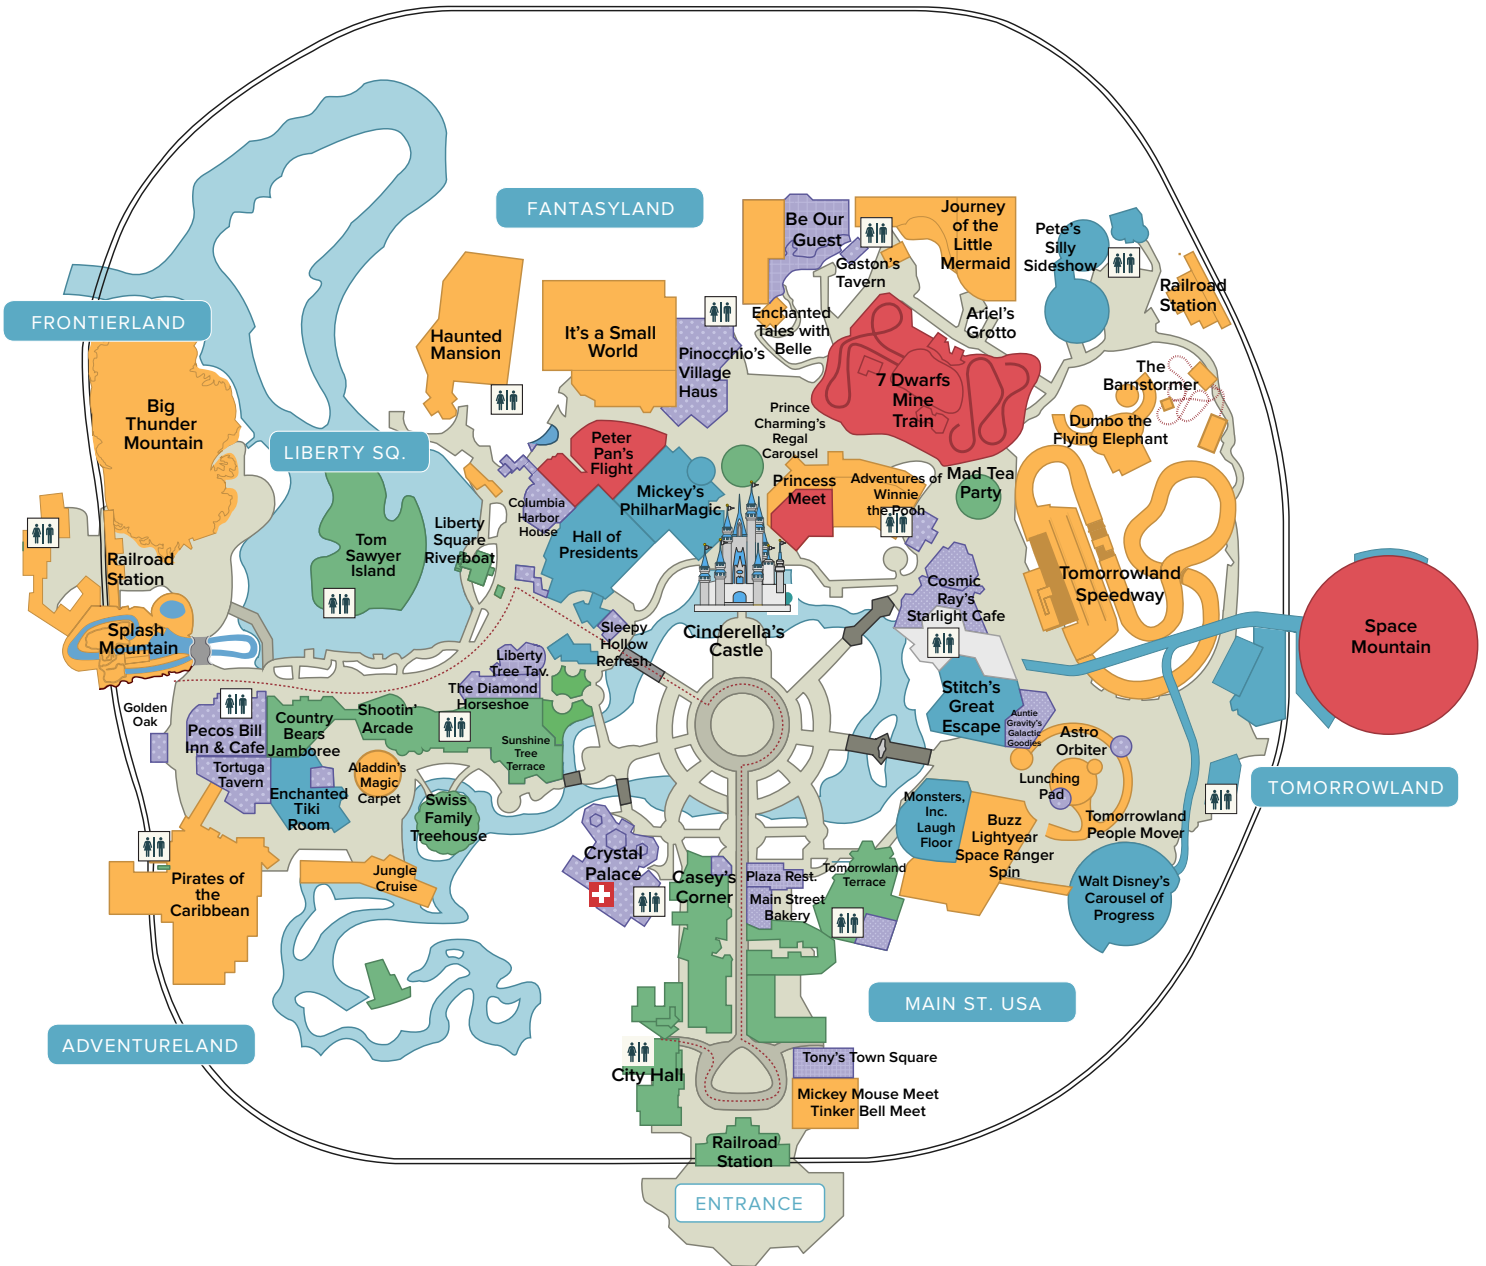 FANTASYLAND
Be Our
Guest
Journey
of the
Little
Mermaid
Gaston's
Tavern
Pete's
Silly
Sideshow
Railroad
Station
FRONTIERLAND
Haunted
Mansion
It's a Small
World
Pinocchio's
Village
Haus
Enchanted
Tales with
Belle
Ariel's
Grotto
7 Dwarfs
Mine
Train
The
Barnstormer
Dumbo the
Flying Elephant
Big
Thunder
Mountain
LIBERTY SQ.
Peter
Pan's
Flight
Prince
Charming's
Regal
Carousel
Mickey's
PhilharMagic
Princess
Meet
Adventures of
Winnie
the Pooh
Mad Tea
Party
Columbia
Harbor
House
Hall of
Presidents
Liberty
Square
Riverboat
Tom
Sawyer
Island
Railroad
Station
Splash
Mountain
Cosmic
Ray's
Starlight Cafe
Tomorrowland
Speedway
Space
Mountain
Cinderella's
Castle
Sleepy
Hollow
Refresh.
Liberty
Tree Tav.
The Diamond
Horseshoe
Golden
Oak
Pecos Bill
Inn & Cafe
Country
Bears
Jamboree
Shootin'
Arcade
Sunshine
Tree
Terrace
Tortuga
Tavern
Enchanted
Tiki
Room
Aladdin's
Magic
Carpet
Swiss
Family
Treehouse
Stitch's
Great
Escape
Auntie
Gravity's
Galactic
Goodies
Astro
Orbiter
Lunching
Pad
Tomorrowland
People Mover
TOMORROWLAND
Monsters,
Inc.
Laugh
Floor
Buzz
Lightyear
Space Ranger
Spin
Walt Disney's
Carousel of
Progress
Crystal
Palace
Casey's
Corner
Plaza Rest.
Main Street
Bakery
Tomorrowland
Terrace
Pirates of
the
Caribbean
Jungle
Cruise
ADVENTURELAND
MAIN ST. USA
City Hall
Tony's Town Square
Mickey Mouse Meet
Tinker Bell Meet
Railroad
Station
ENTRANCE